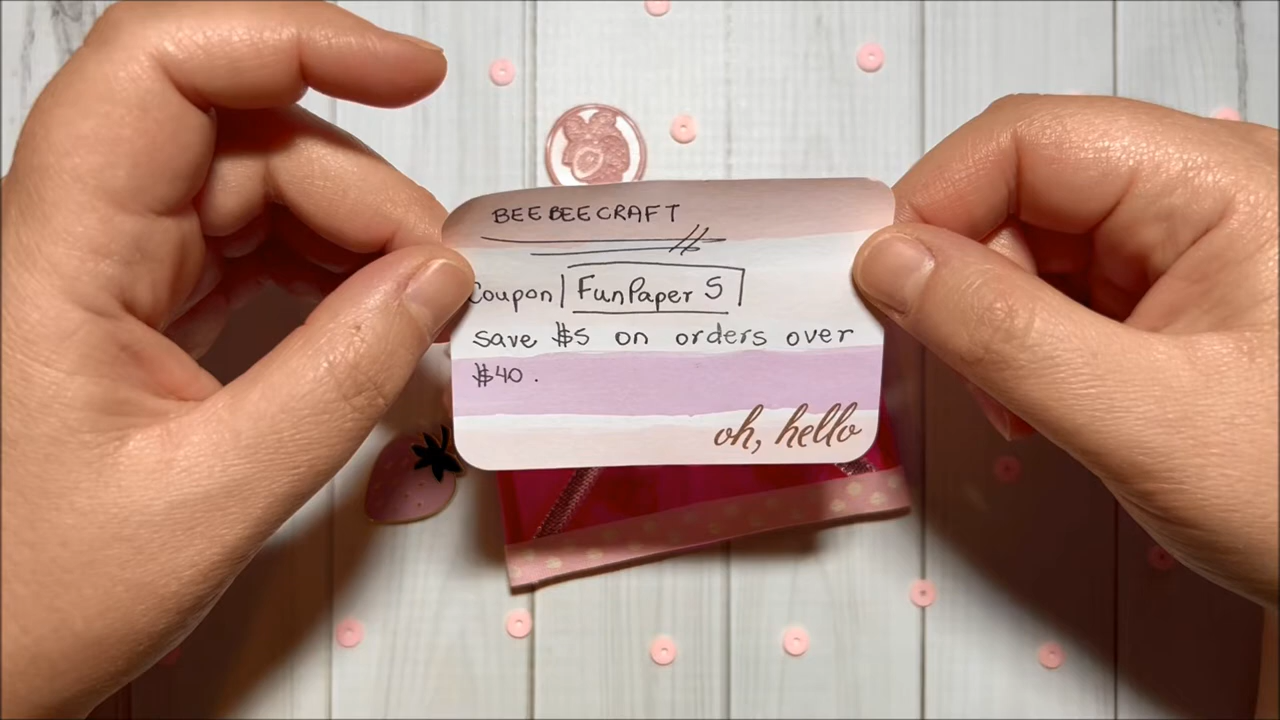 BEEBEECRAFT
Coupon FunPaper 5
save $5 on orders over
$40.
oh, hello